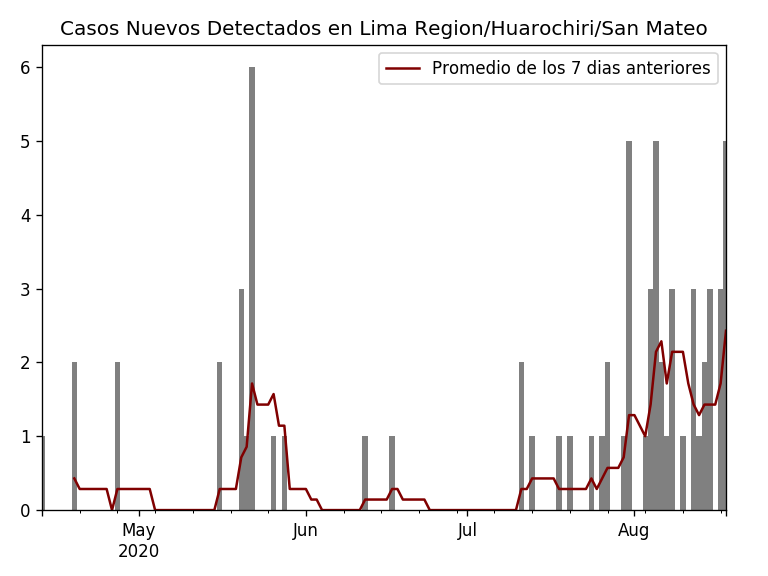 Casos Nuevos Detectados en Lima Region/Huarochiri/San Mateo
Promedio de los 7 dias anteriores
6
5
4
3
2
1
0
May
2020
Jun
Jul
Aug